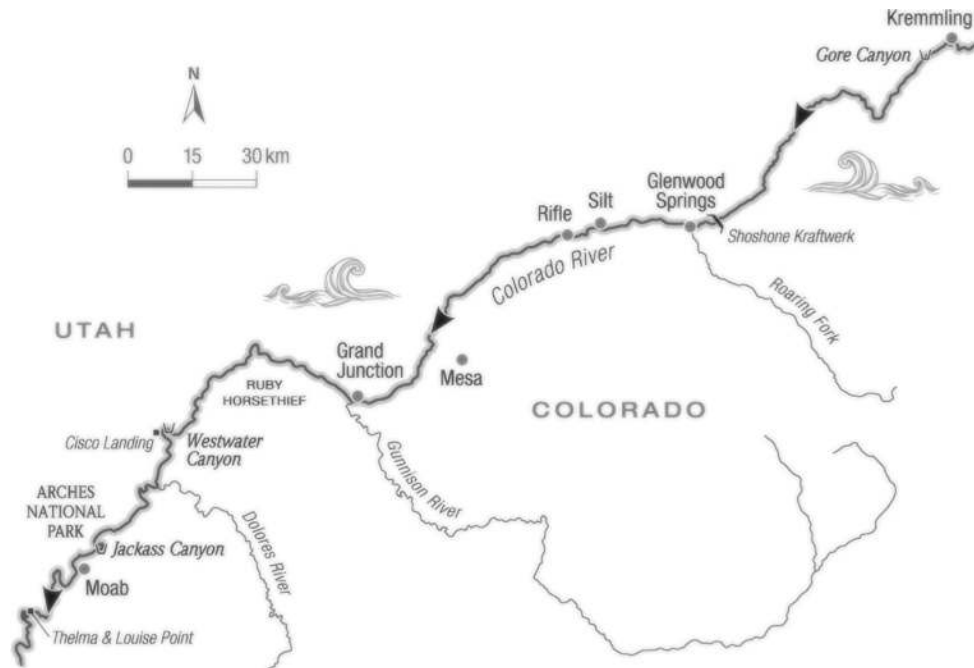 Kremmling
Gore Canyon
N
0 15 30 km
Glenwood
Springs
Silt
Rifle
Shoshone Kraftwerk
Colorado River
Roaring Fork
UTAH
Grand
Junction
Mesa
RUBY
HORSETHIEF
COLORADO
Cisco Landing
Westwater
Canyon
Gunnison River
ARCHES
NATIONAL
PARK
Dolores River
Jackass Canyon
Moab
Thelma & Louise Point